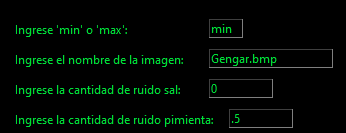 Ingrese 'min' o 'max': min
Ingrese el nombre de la imagen: Gengar.bmp
Ingrese la cantidad de ruido sal: 0
Ingrese la cantidad de ruido pimienta: .5